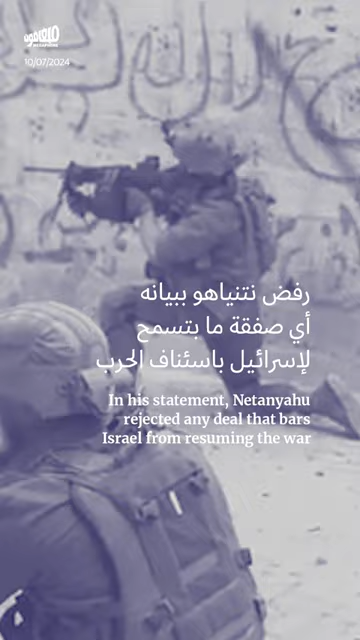 10/07/2024
رفض نتنياهو ببيانه
أي صفقة ما بتسمح
لإسرائيل باستئناف الحرب
In his statement, Netanyahu
rejected any deal that bars
Israel from resuming the war